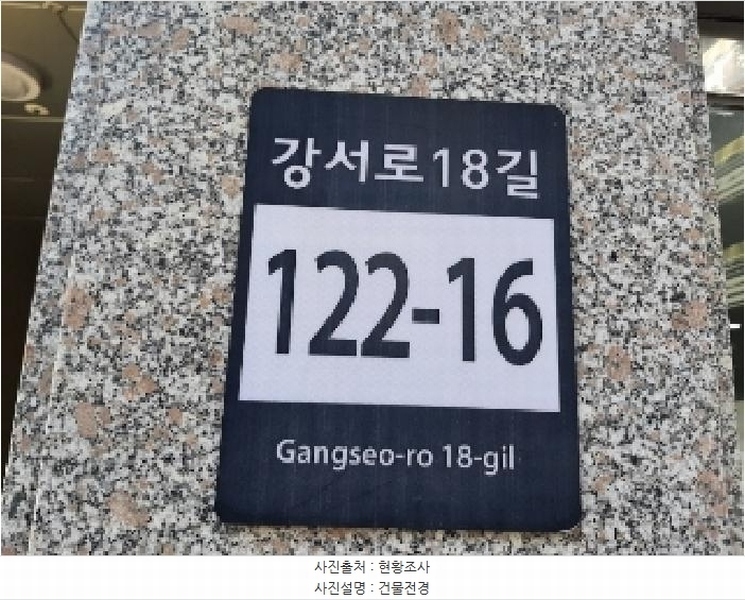 강서로18길
122-16
Gangseo-ro 18-gil
사진출처 : 현황조사
사진설명 : 건물전경